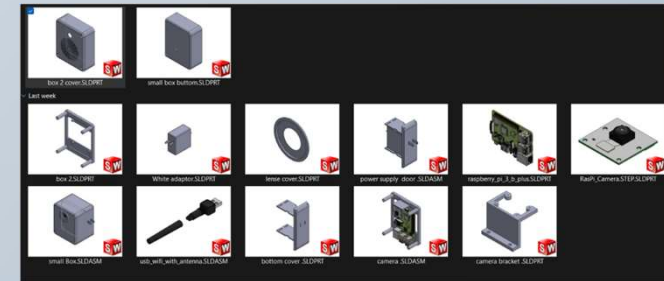 box 2 cover.SLDPRT
small box buttom.SLDPRT
Last week
box 2.SLDPRT
White adaptor.SLDPRT
lense cover.SLDPRT
power supply door .SLDASM
raspberry_pi_3_b_plus.SLDPRT
RasPi_Camera.STEP.SLDPRT
small Box.SLDASM
usb_wifi_with_antenna.SLDASM
bottom cover .SLDPRT
camera .SLDASM
camera bracket .SLDPRT